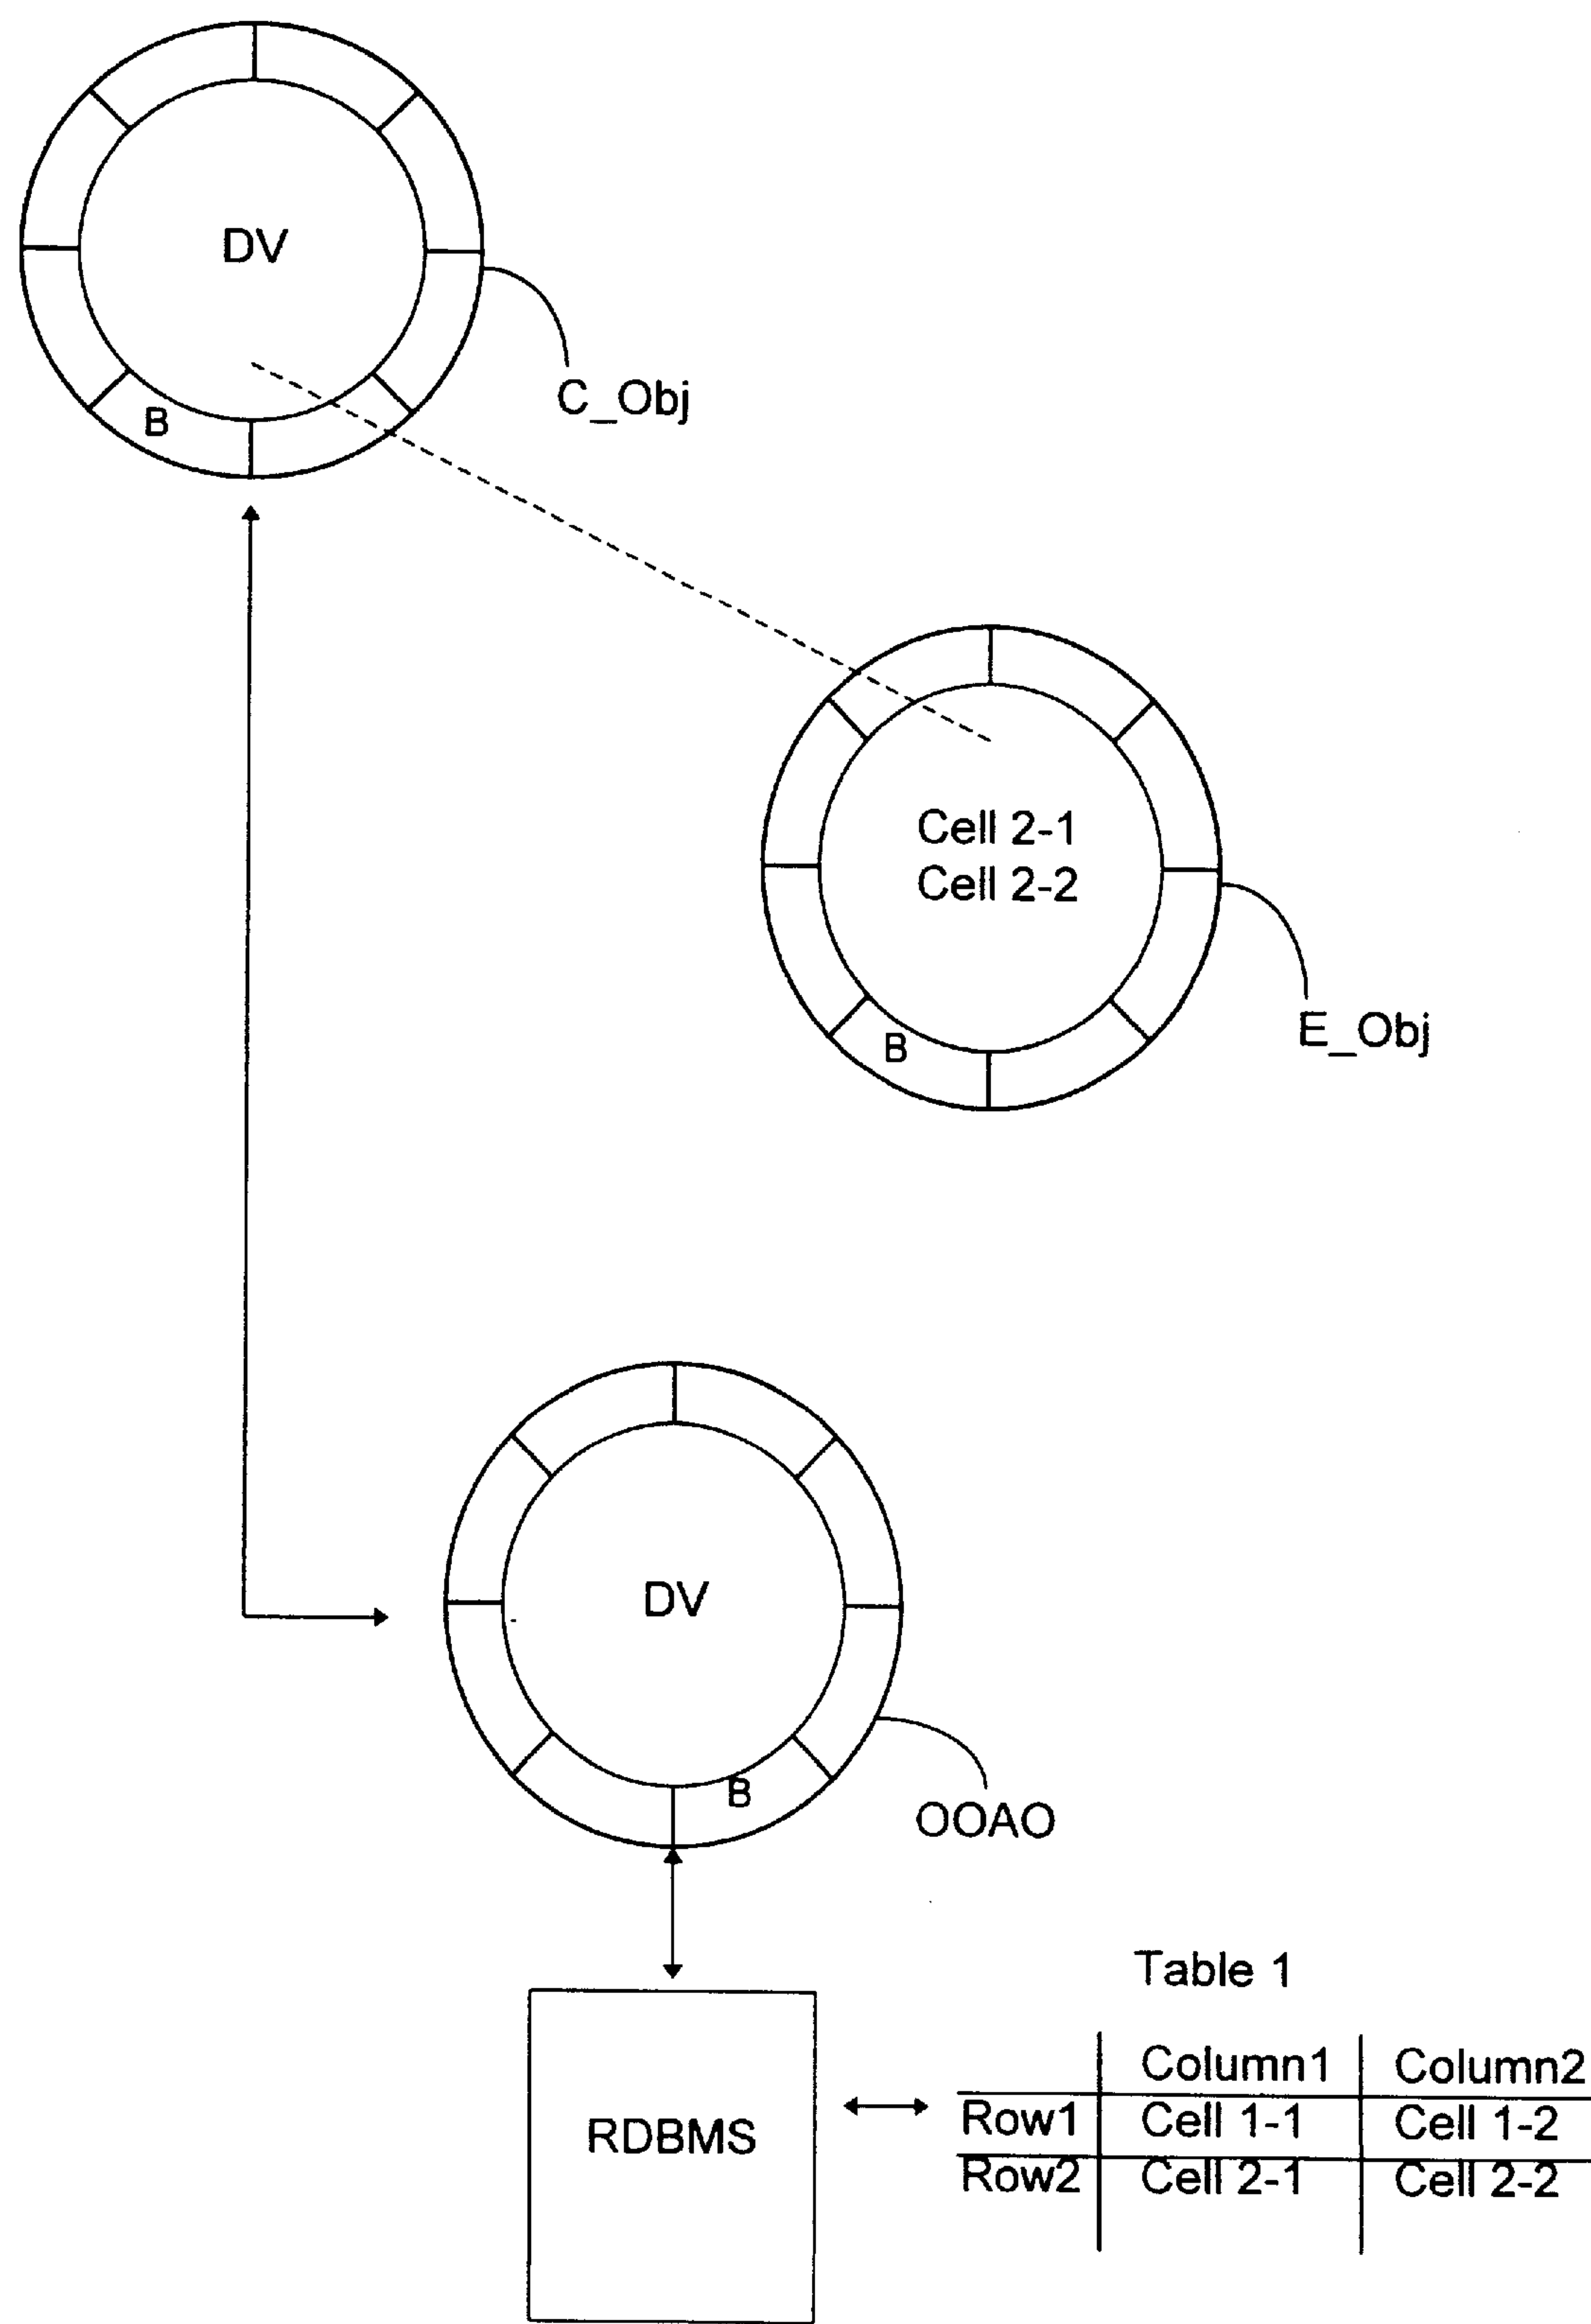 DV
C_Obj
B
Cell 2-1
Cell 2-2
E_Obj
B
DV
B
OOAO
Table 1
Column1 Column2
RDBMS
Row1 Cell 1-1 Cell 1-2
Row2 Cell 2-1 Cell 2-2